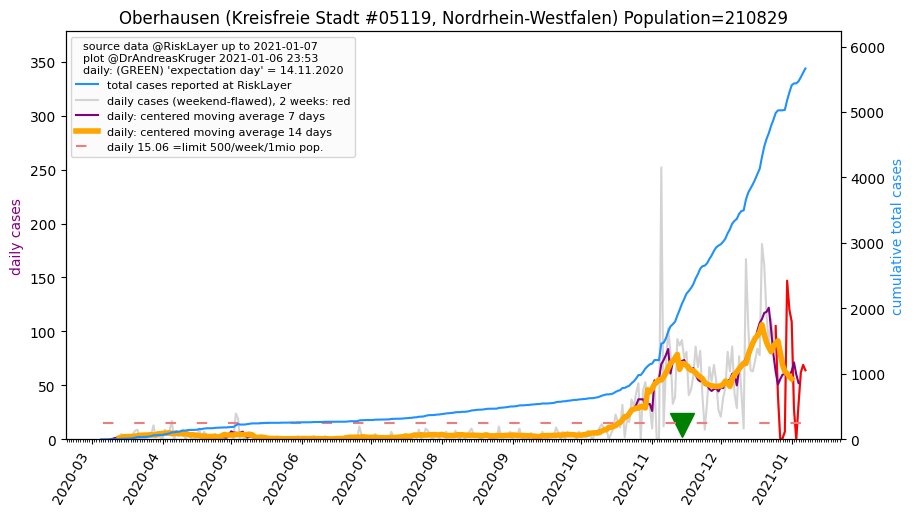 Oberhausen (Kreisfreie Stadt #05119, Nordrhein-Westfalen) Population=210829
source data @RiskLayer up to 2021-01-07
plot @DrAndreasKruger 2021-01-06 23:53
daily: (GREEN) 'expectation day' = 14.11.2020
total cases reported at RiskLayer
daily cases (weekend-flawed), 2 weeks: red
daily: centered moving average 7 days
daily: centered moving average 14 days
daily 15.06 =limit 500/week/1mio pop.
daily cases
350
300
250
200
150
100
50
0
cumulative total cases
6000
5000
4000
3000
2000
1000
0
2020-03
2020-04
2020-05
2020-06
2020-07
2020-08
2020-09
2020-10
2020-11
2020-12
2021-01